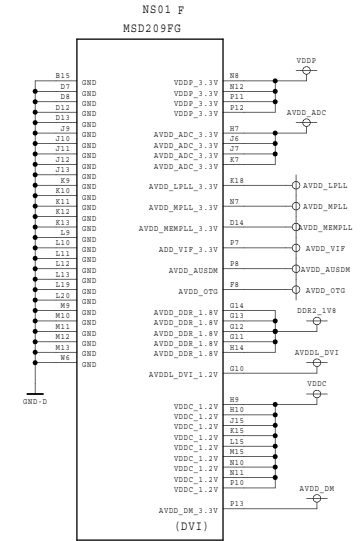 NS01 F
MSD209FG
B15 GND
D7 GND
D8 GND
D12 GND
D13 GND
J9 GND
J10 GND
J11 GND
J12 GND
J13 GND
K9 GND
K10 GND
K11 GND
K12 GND
K13 GND
L9 GND
L10 GND
L11 GND
L12 GND
L13 GND
L19 GND
L20 GND
M9 GND
M10 GND
M11 GND
M12 GND
M13 GND
W6 GND
GND-D
VDDP
VDDP_3.3V N8
VDDP_3.3V N12
VDDP_3.3V P11
VDDP_3.3V P12
AVDD_ADC
AVDD_ADC_3.3V H7
AVDD_ADC_3.3V J6
AVDD_ADC_3.3V J7
AVDD_ADC_3.3V K7
AVDD_LPLL_3.3V K18 AVDD_LPLL
AVDD_MPLL_3.3V N7 AVDD_MPLL
AVDD_MEMPLL_3.3V D14 AVDD_MEMPLL
ADD_VIF_3.3V P7 AVDD_VIF
AVDD_AUSDM P8 AVDD_AUSDM
AVDD_OTG F8 AVDD_OTG
DDR2_1V8
AVDD_DDR_1.8V G14
AVDD_DDR_1.8V G13
AVDD_DDR_1.8V G12
AVDD_DDR_1.8V G11
AVDD_DDR_1.8V H14
AVDDL_DVI
AVDDL_DVI_1.2V G10
VDDC
VDDC_1.2V H9
VDDC_1.2V H10
VDDC_1.2V J15
VDDC_1.2V K15
VDDC_1.2V L15
VDDC_1.2V M15
VDDC_1.2V N10
VDDC_1.2V N11
VDDC_1.2V P10
AVDD_DM
AVDD_DM_3.3V P13
(DVI)